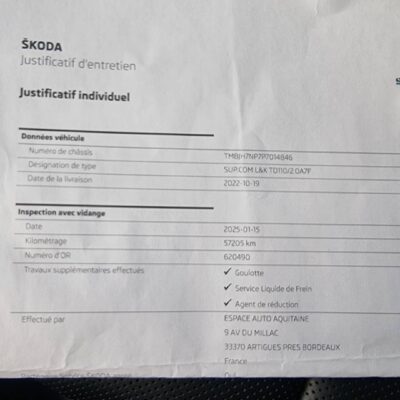 ŠKODA
Justificatif d'entretien
Justificatif individuel
Données véhicule
Numéro de châssis
Désignation de type SUP.COM.L&K TD110/2.0A7F
Date de la livraison 2022-10-19
Inspection avec vidange
Date 2025-01-15
Kilométrage 57205 km
Numéro d'OR 620490
Travaux supplémentaires effectués ✓ Goulotte
✓ Service Liquide de Frein
✓ Agent de réduction
Effectué par ESPACE AUTO AQUITAINE
9 AV DU MILLAC
33370 ARTIGUES PRES BORDEAUX
France